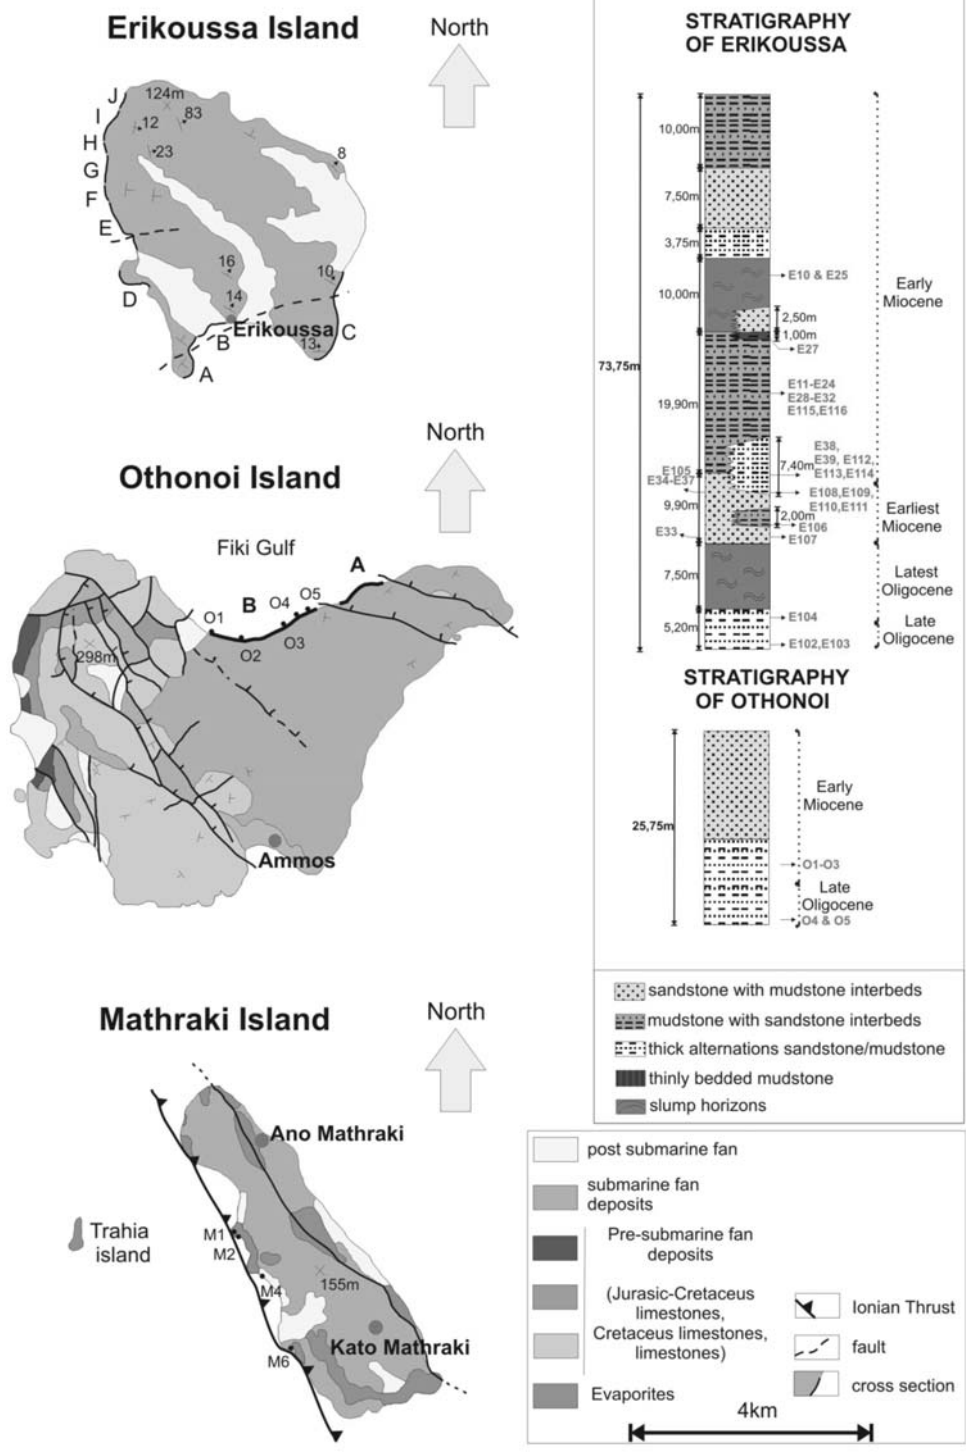 Erikoussa Island
North
J
124m
I
12
83
H
23
G
8
F
E
16
10
D
14
Erikoussa
B
C
13
A
North
Othonoi Island
Fiki Gulf
A
B
O5
O4
O1
O3
O2
298m
Ammos
North
Mathraki Island
Ano Mathraki
Trahia
island
M1
M2
155m
M4
Kato Mathraki
M6
STRATIGRAPHY
OF ERIKOUSSA
10,00m
7,50m
3,75m
E10 & E25
Early
Miocene
10,00m
2,50m
1,00m
E27
73,75m
E11-E24
E28-E32
E115,E116
19,90m
E38,
E39, E112,
E113,E114
7,40m
E105
E34-E37
E108,E109,
E110,E111
9,90m
2,00m
Earliest
Miocene
E106
E33
E107
7,50m
Latest
Oligocene
E104
Late
Oligocene
5,20m
E102,E103
STRATIGRAPHY
OF OTHONOI
Early
Miocene
25,75m
O1-O3
Late
Oligocene
O4 & O5
sandstone with mudstone interbeds
mudstone with sandstone interbeds
thick alternations sandstone/mudstone
thinly bedded mudstone
slump horizons
post submarine fan
submarine fan
deposits
Pre-submarine fan
deposits
(Jurasic-Cretaceus
limestones,
Cretaceus limestones,
limestones)
Evaporites
Ionian Thrust
fault
cross section
4km